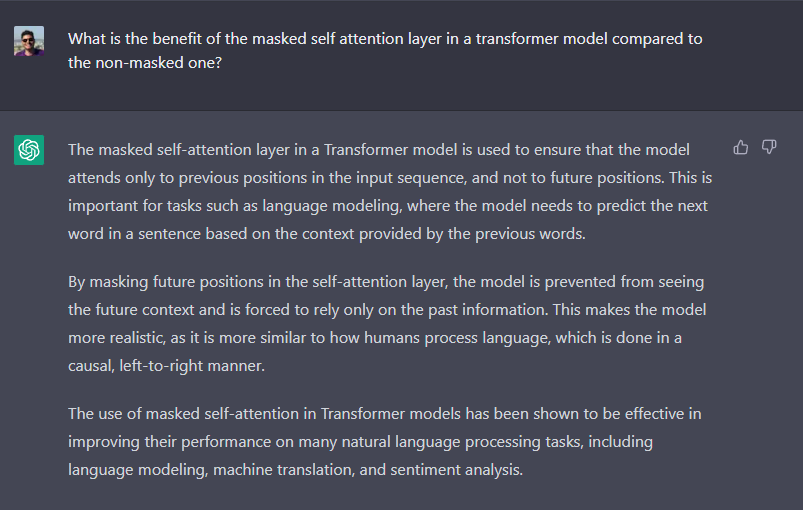 What is the benefit of the masked self attention layer in a transformer model compared to
the non-masked one?
The masked self-attention layer in a Transformer model is used to ensure that the model
attends only to previous positions in the input sequence, and not to future positions. This is
important for tasks such as language modeling, where the model needs to predict the next
word in a sentence based on the context provided by the previous words.
By masking future positions in the self-attention layer, the model is prevented from seeing
the future context and is forced to rely only on the past information. This makes the model
more realistic, as it is more similar to how humans process language, which is done in a
causal, left-to-right manner.
The use of masked self-attention in Transformer models has been shown to be effective in
improving their performance on many natural language processing tasks, including
language modeling, machine translation, and sentiment analysis.